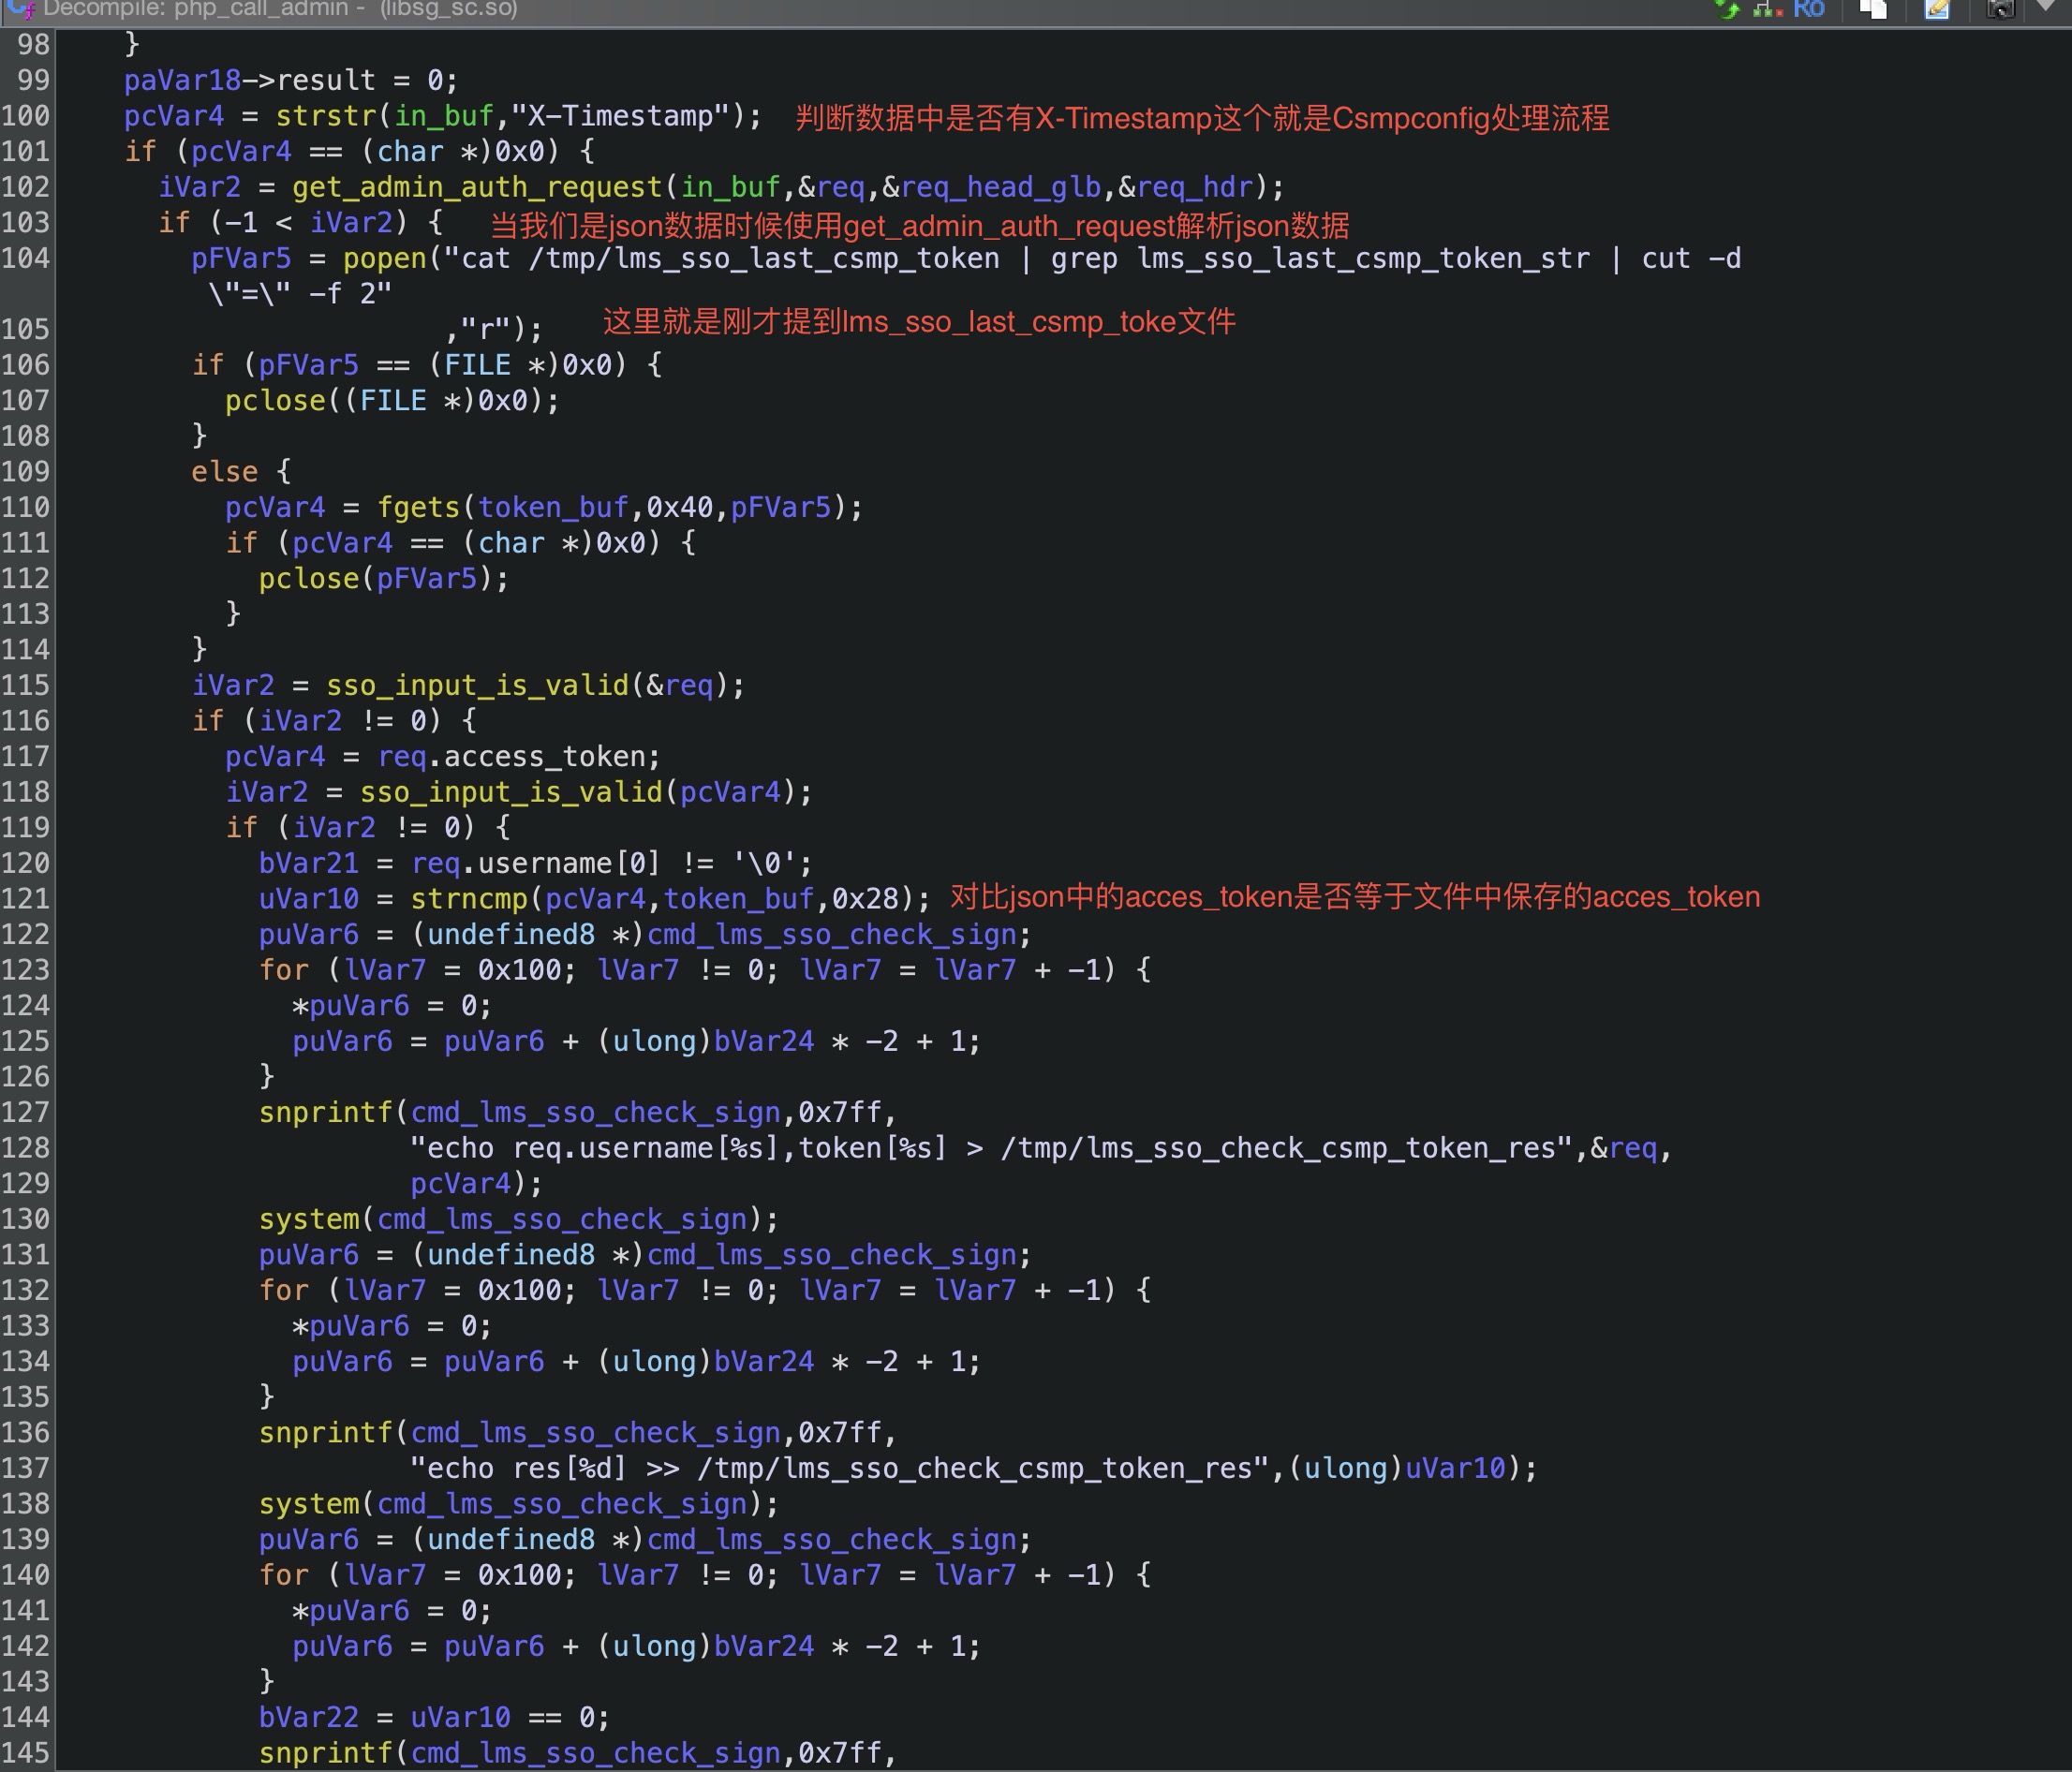 Decompile: php_call_admin - (libsg_sc.so)
98 }
99 paVar18->result = 0;
100 pcVar4 = strstr(in_buf,"X-Timestamp"); 判断数据中是否有X-Timestamp这个就是Csmpconfig处理流程
101 if (pcVar4 == (char *)0x0) {
102 iVar2 = get_admin_auth_request(in_buf,&req,&req_head_glb,&req_hdr);
103 if (-1 < iVar2) { 当我们是json数据时候使用get_admin_auth_request解析json数据
104 pFVar5 = popen("cat /tmp/lms_sso_last_csmp_token | grep lms_sso_last_csmp_token_str | cut -d
\"=\" -f 2"
105 ,"r"); 这里就是刚才提到lms_sso_last_csmp_toke文件
106 if (pFVar5 == (FILE *)0x0) {
107 pclose((FILE *)0x0);
108 }
109 else {
110 pcVar4 = fgets(token_buf,0x40,pFVar5);
111 if (pcVar4 == (char *)0x0) {
112 pclose(pFVar5);
113 }
114 }
115 iVar2 = sso_input_is_valid(&req);
116 if (iVar2 != 0) {
117 pcVar4 = req.access_token;
118 iVar2 = sso_input_is_valid(pcVar4);
119 if (iVar2 != 0) {
120 bVar21 = req.username[0] != '\0';
121 uVar10 = strncmp(pcVar4,token_buf,0x28); 对比json中的acces_token是否等于文件中保存的acces_token
122 puVar6 = (undefined8 *)cmd_lms_sso_check_sign;
123 for (lVar7 = 0x100; lVar7 != 0; lVar7 = lVar7 + -1) {
124 *puVar6 = 0;
125 puVar6 = puVar6 + (ulong)bVar24 * -2 + 1;
126 }
127 snprintf(cmd_lms_sso_check_sign,0x7ff,
128 "echo req.username[%s],token[%s] > /tmp/lms_sso_check_csmp_token_res",&req,
129 pcVar4);
130 system(cmd_lms_sso_check_sign);
131 puVar6 = (undefined8 *)cmd_lms_sso_check_sign;
132 for (lVar7 = 0x100; lVar7 != 0; lVar7 = lVar7 + -1) {
133 *puVar6 = 0;
134 puVar6 = puVar6 + (ulong)bVar24 * -2 + 1;
135 }
136 snprintf(cmd_lms_sso_check_sign,0x7ff,
137 "echo res[%d] >> /tmp/lms_sso_check_csmp_token_res",(ulong)uVar10);
138 system(cmd_lms_sso_check_sign);
139 puVar6 = (undefined8 *)cmd_lms_sso_check_sign;
140 for (lVar7 = 0x100; lVar7 != 0; lVar7 = lVar7 + -1) {
141 *puVar6 = 0;
142 puVar6 = puVar6 + (ulong)bVar24 * -2 + 1;
143 }
144 bVar22 = uVar10 == 0;
145 snprintf(cmd_lms_sso_check_sign,0x7ff,